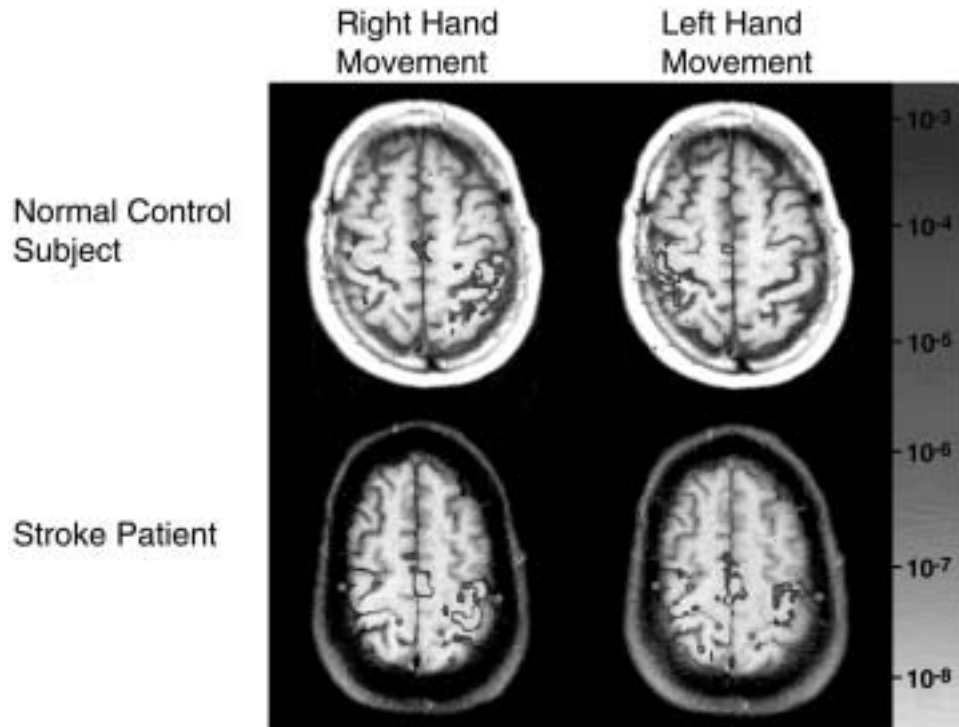 Right Hand
Movement
Left Hand
Movement
Normal Control
Subject
Stroke Patient
10-3
10-4
10-5
10-6
10-7
10-8